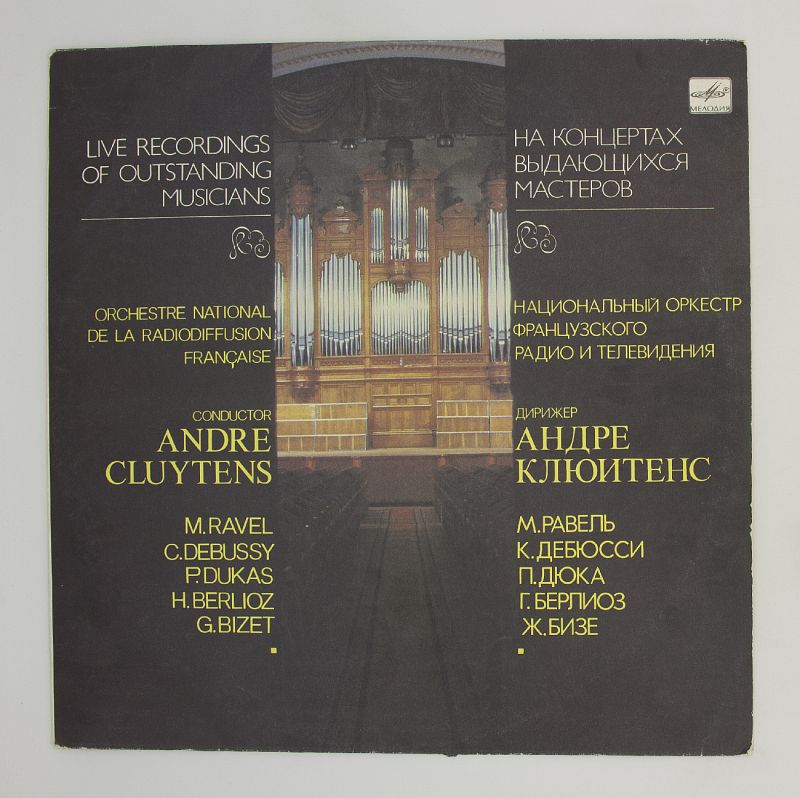 LIVE RECORDINGS
OF OUTSTANDING
MUSICIANS
ORCHESTRE NATIONAL
DE LA RADIODIFFUSION
FRANÇAISE
CONDUCTOR
ANDRE
CLUYTENS
M.RAVEL
C.DEBUSSY
P.DUKAS
H.BERLIOZ
G.BIZET
МЕЛОДИЯ
НА КОНЦЕРТАХ
ВЫДАЮЩИХСЯ
МАСТЕРОВ
НАЦИОНАЛЬНЫЙ ОРКЕСТР
ФРАНЦУЗСКОГО
РАДИО И ТЕЛЕВИДЕНИЯ
ДИРИЖЕР
АНДРЕ
КЛЮИТЕНС
М.РАВЕЛЬ
К.ДЕБЮССИ
П.ДЮКА
Г.БЕРЛИОЗ
Ж.БИЗЕ